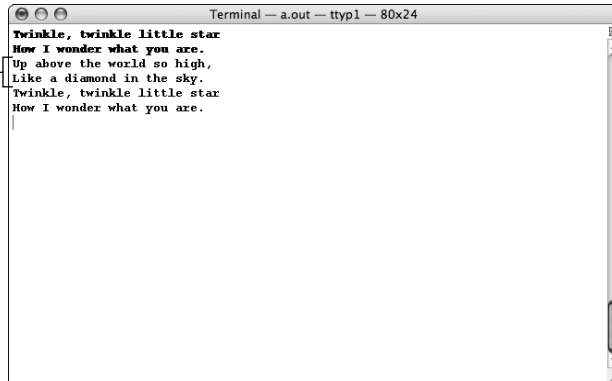 Terminal — a.out — ttyp1 — 80x24
Twinkle, twinkle little star
How I wonder what you are.
Up above the world so high,
Like a diamond in the sky.
Twinkle, twinkle little star
How I wonder what you are.